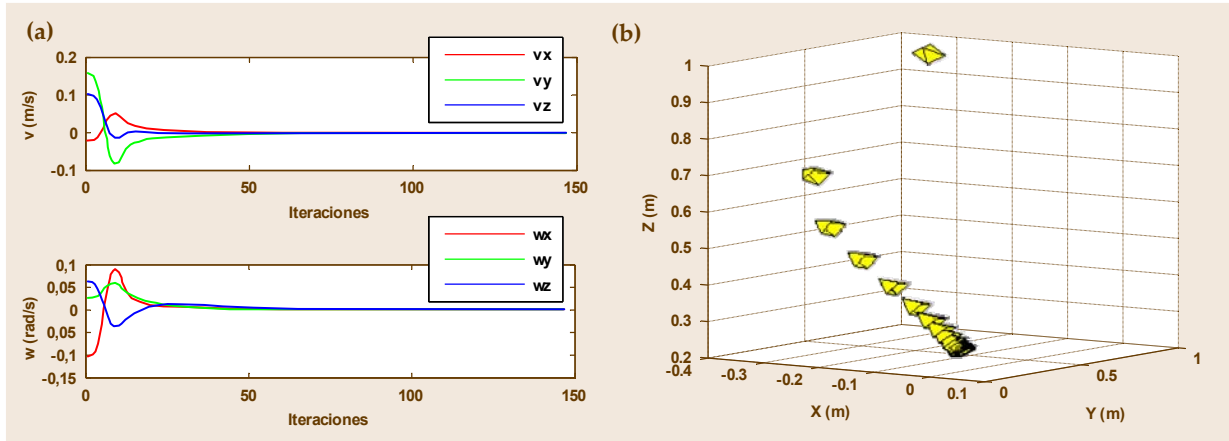 (a)
0.2
0.1
0
-0.1
v (m/s)
0
50
100
150
Iteraciones
vx
vy
vz
0,1
0,05
0
0,05
-0,1
-0,15
w (rad/s)
0
50
100
150
Iteraciones
wx
wy
wz
(b)
1
0.9
0.8
0.7
0.6
0.5
0.4
0.3
0.2
Z (m)
-0.4
-0.3
-0.2
-0.1
0
0.1
X (m)
0
0.5
1
Y (m)